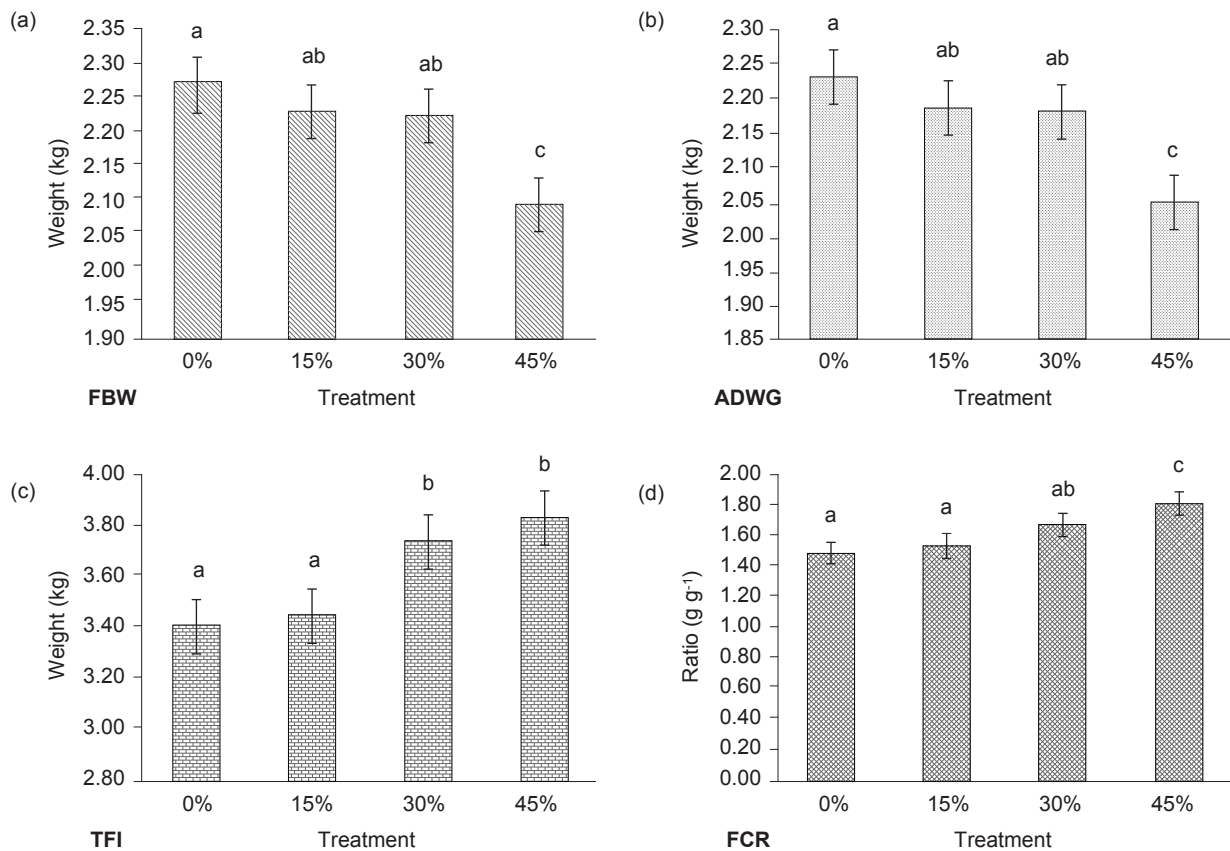 (a)
Weight (kg)
2.35
2.30
2.25
2.20
2.15
2.10
2.05
2.00
1.95
1.90
a
ab
ab
c
0%
15%
30%
45%
FBW
Treatment
(b)
Weight (kg)
2.30
2.25
2.20
2.15
2.10
2.05
2.00
1.95
1.90
1.85
a
ab
ab
c
0%
15%
30%
45%
ADWG
Treatment
(c)
Weight (kg)
4.00
3.80
3.60
3.40
3.20
3.00
2.80
a
a
b
b
0%
15%
30%
45%
TFI
Treatment
(d)
Ratio (g g-1)
2.00
1.80
1.60
1.40
1.20
1.00
0.80
0.60
0.40
0.20
0.00
a
a
ab
c
0%
15%
30%
45%
FCR
Treatment